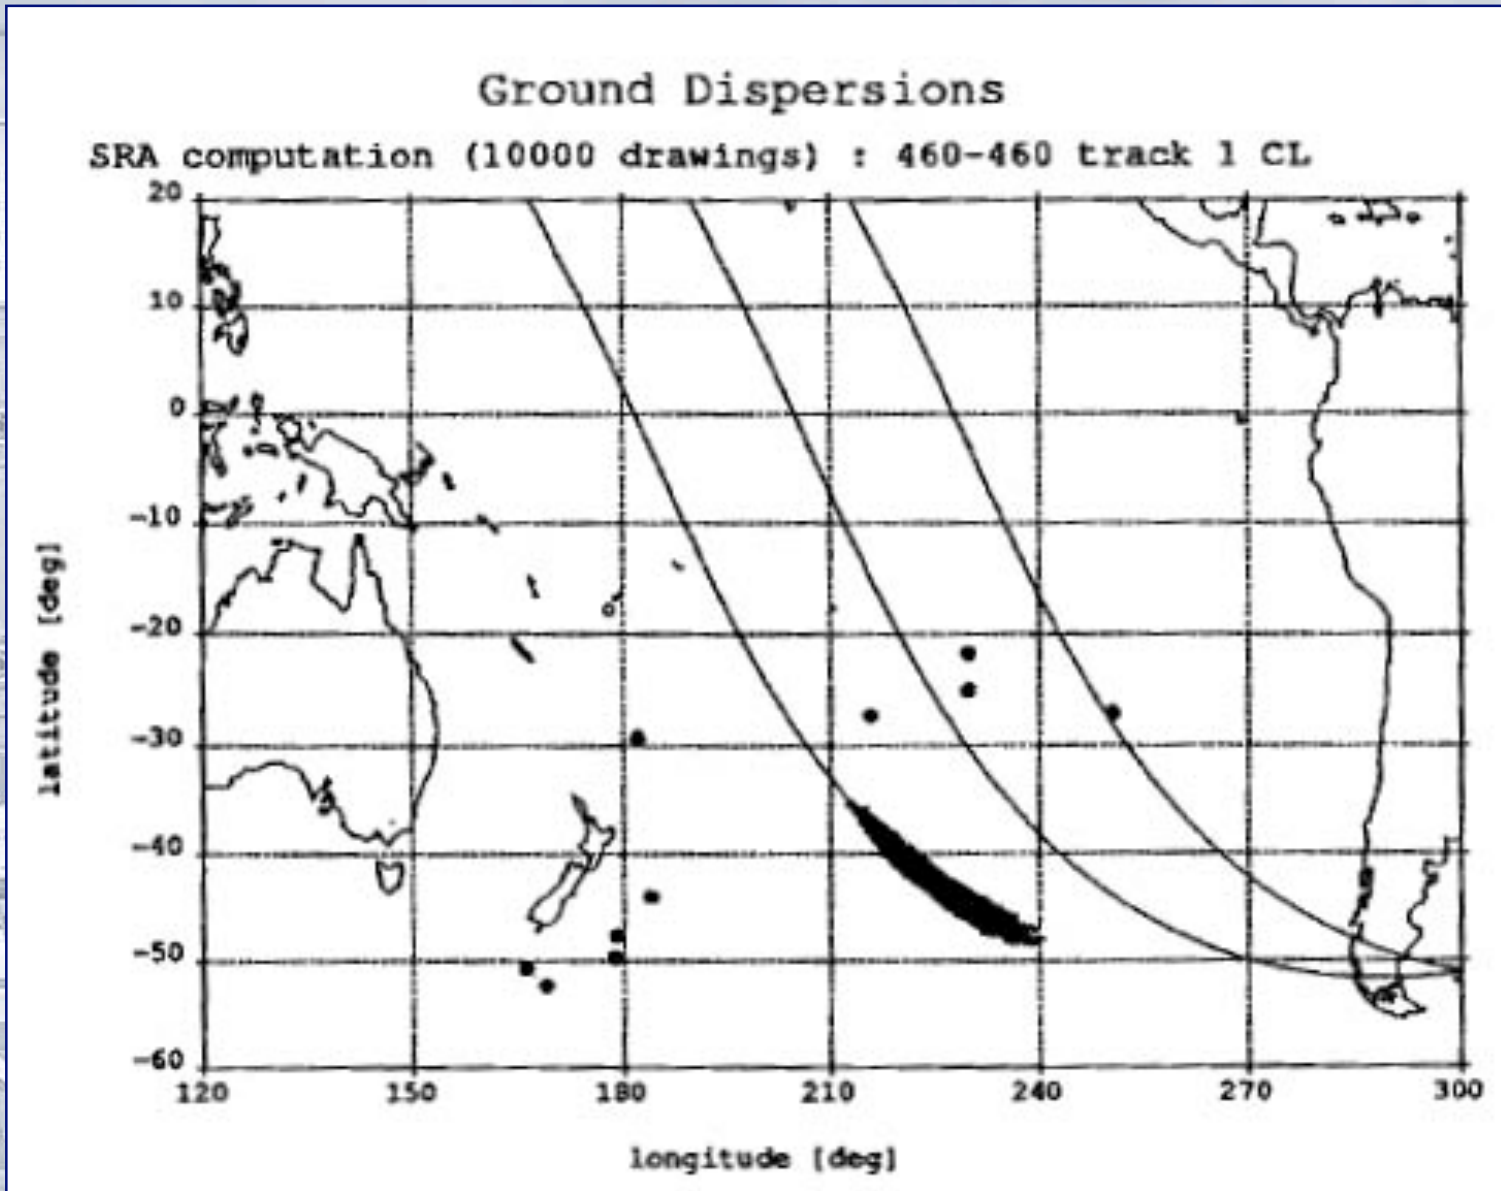 Ground Dispersions
SRA computation (10000 drawings) : 460-460 track 1 CL
20
10
0
-10
-20
-30
-40
-50
-60
120 150 180 210 240 270 300
latitude [deg]
longitude [deg]